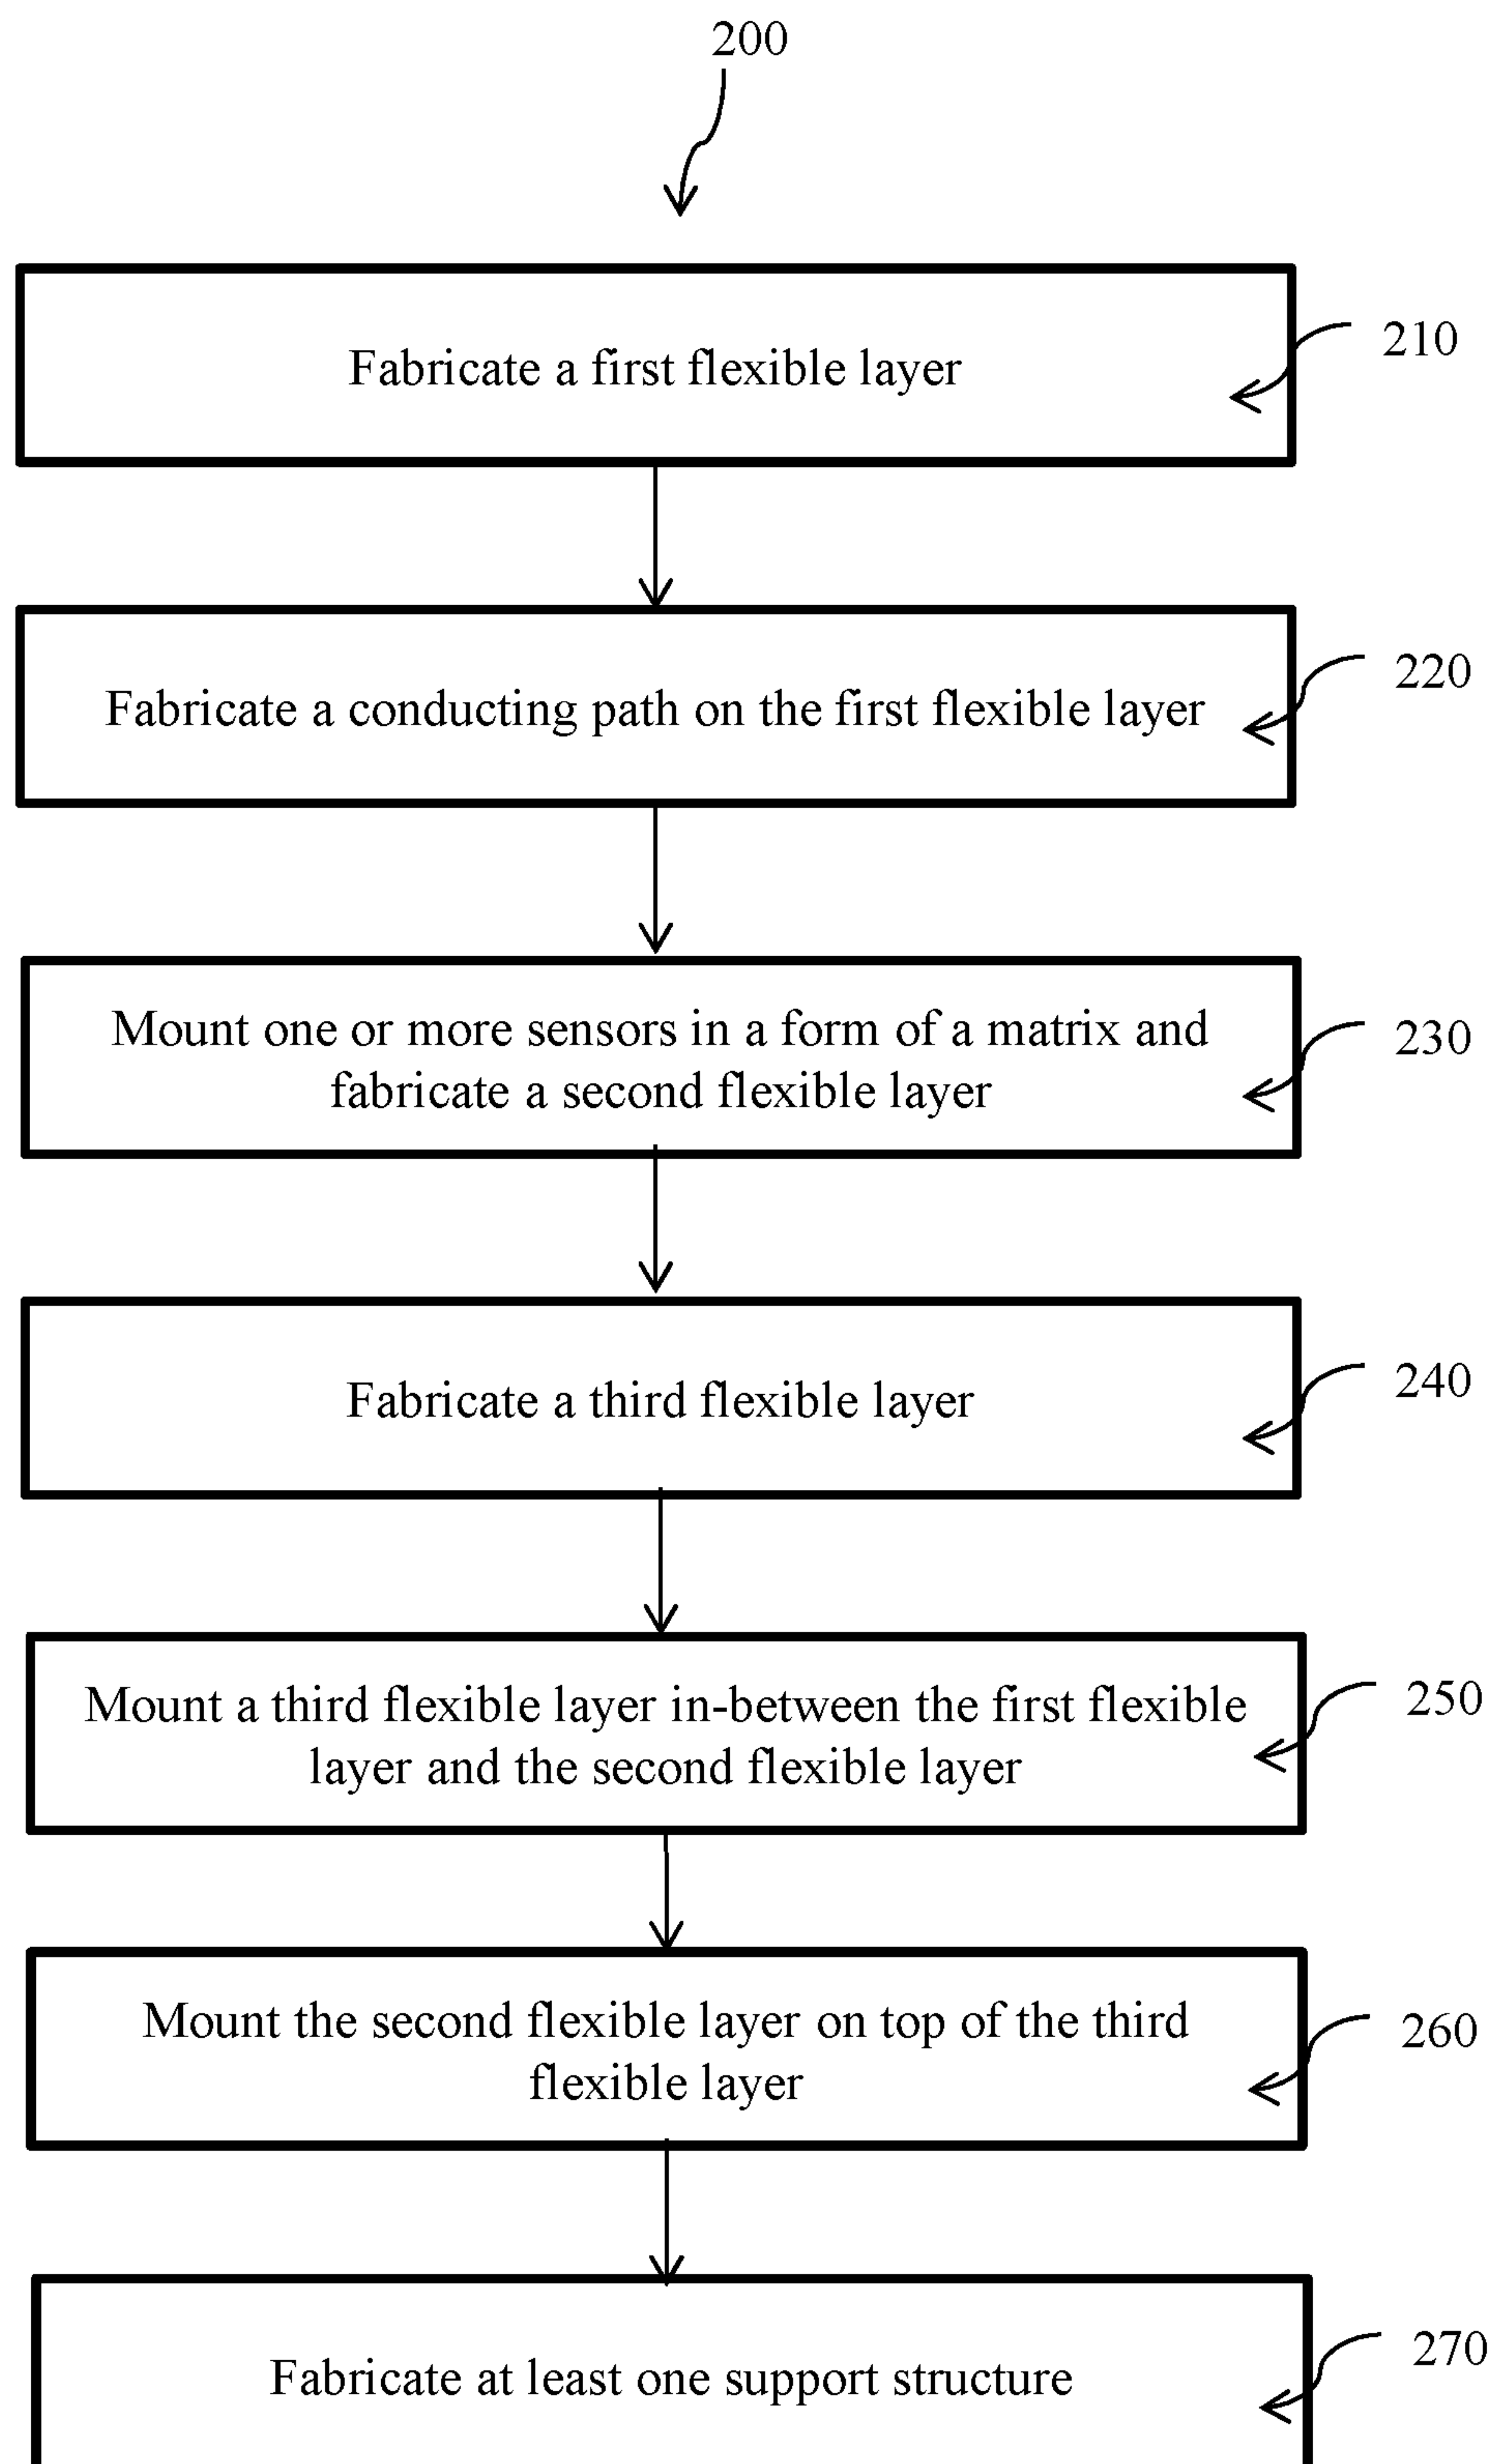 200
Fabricate a first flexible layer
210
Fabricate a conducting path on the first flexible layer
220
Mount one or more sensors in a form of a matrix and
fabricate a second flexible layer
230
Fabricate a third flexible layer
240
Mount a third flexible layer in-between the first flexible
layer and the second flexible layer
250
Mount the second flexible layer on top of the third
flexible layer
260
Fabricate at least one support structure
270